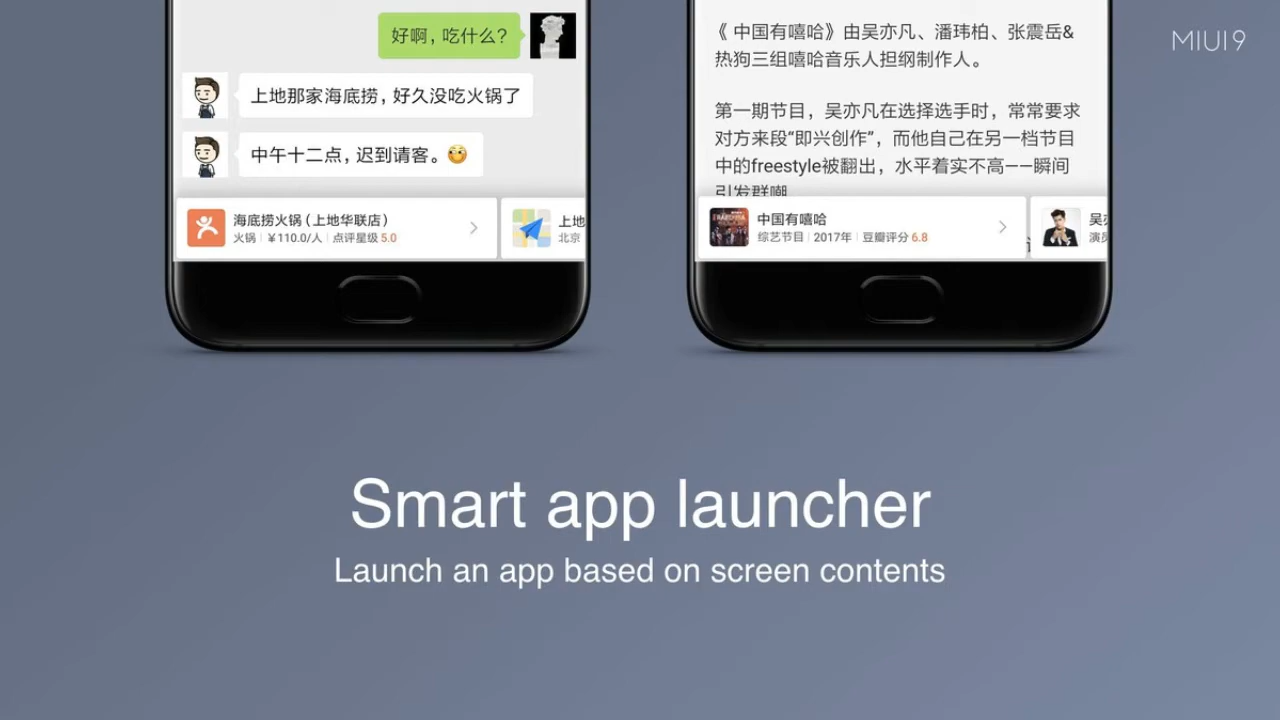 好啊，吃什么？
上地那家海底捞，好久没吃火锅了
中午十二点，迟到请客。
海底捞火锅（上地华联店）
火锅 | ￥110.0/人 | 点评星级 5.0
上地
北京
《中国有嘻哈》由吴亦凡、潘玮柏、张震岳&
热狗三组嘻哈音乐人担纲制作人。
第一期节目，吴亦凡在选择选手时，常常要求
对方来段“即兴创作”，而他自己在另一档节目
中的freestyle被翻出，水平着实不高——瞬间
引发群嘲
中国有嘻哈
综艺节目 | 2017年 | 豆瓣评分 6.8
吴
演员
MIUI 9
Smart app launcher
Launch an app based on screen contents